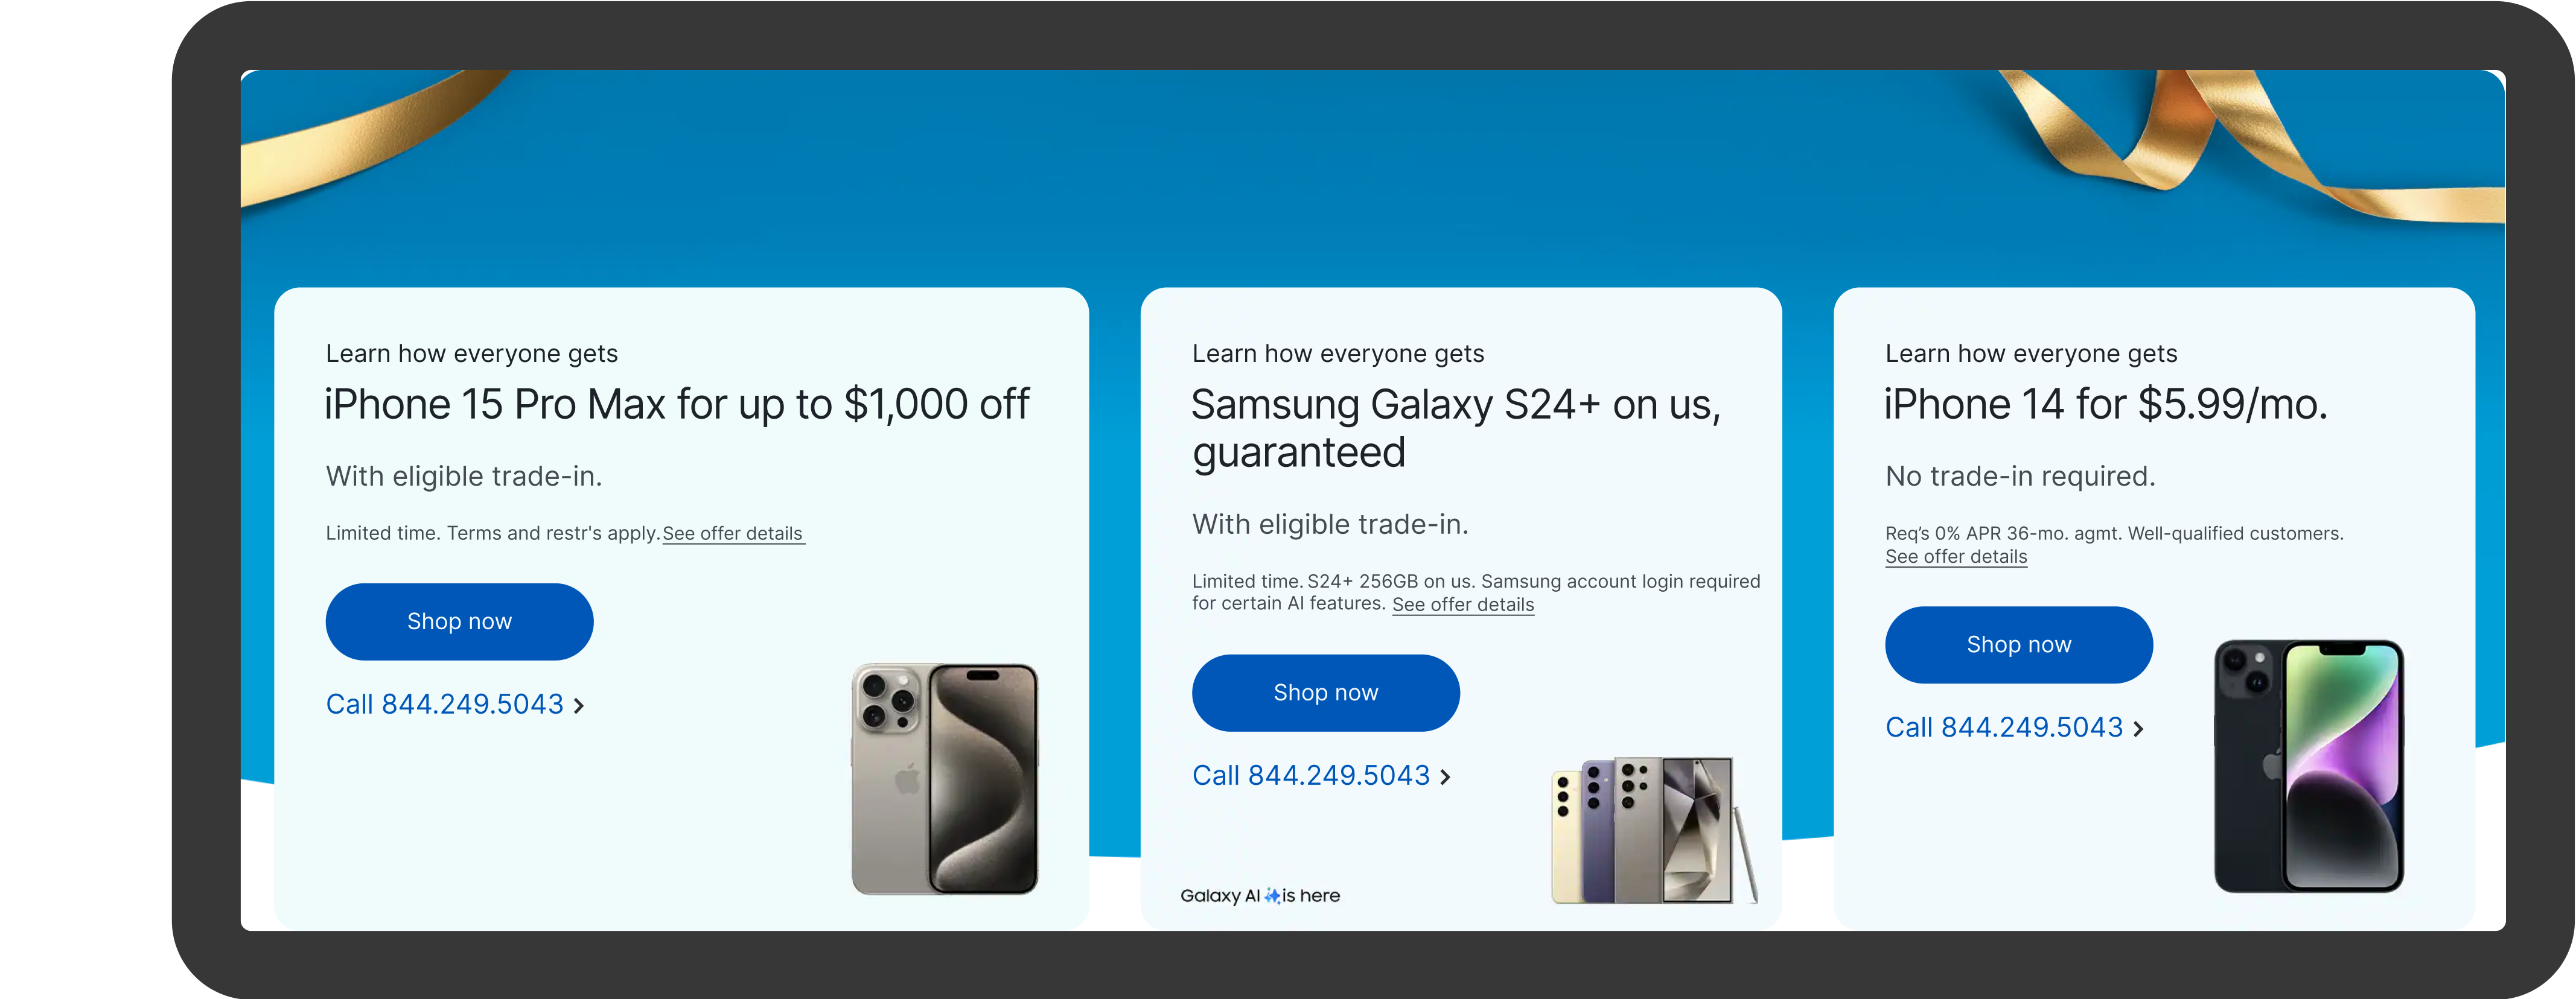 Learn how everyone gets
iPhone 15 Pro Max for up to $1,000 off
With eligible trade-in.
Limited time. Terms and restr's apply. See offer details
Shop now
Call 844.249.5043
Learn how everyone gets
Samsung Galaxy S24+ on us,
guaranteed
With eligible trade-in.
Limited time. S24+ 256GB on us. Samsung account login required
for certain AI features. See offer details
Shop now
Call 844.249.5043
Galaxy AI is here
Learn how everyone gets
iPhone 14 for $5.99/mo.
No trade-in required.
Req’s 0% APR 36-mo. agmt. Well-qualified customers.
See offer details
Shop now
Call 844.249.5043